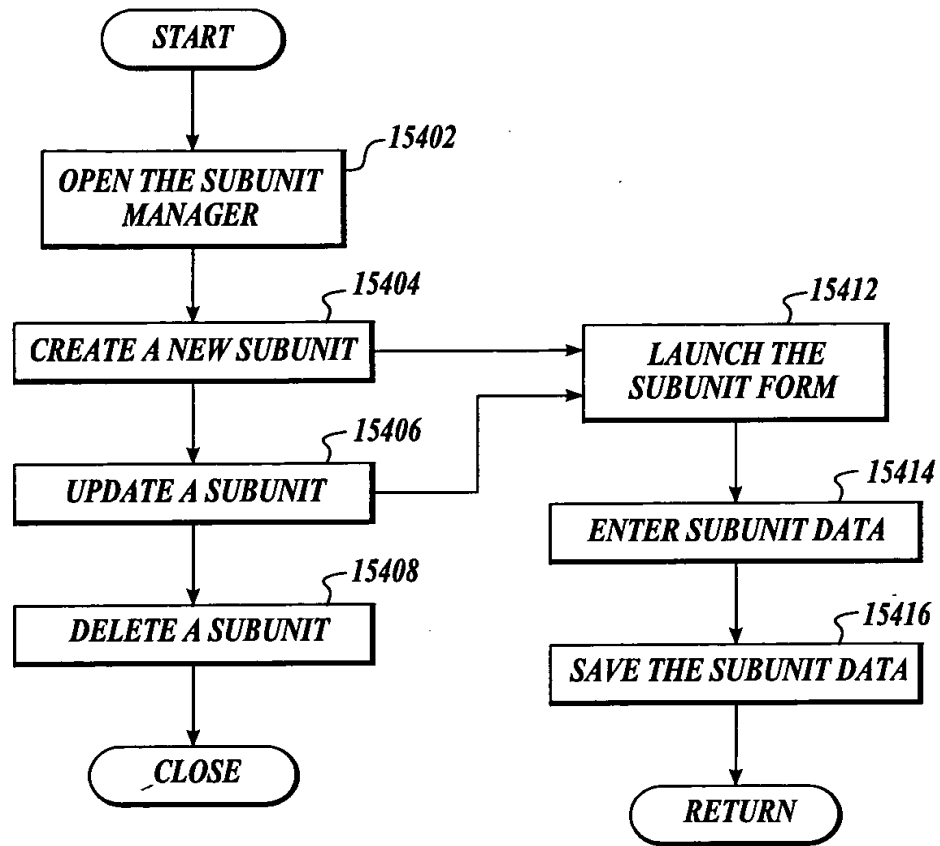 START
15402
OPEN THE SUBUNIT
MANAGER
15404
CREATE A NEW SUBUNIT
15406
UPDATE A SUBUNIT
15408
DELETE A SUBUNIT
CLOSE
15412
LAUNCH THE
SUBUNIT FORM
15414
ENTER SUBUNIT DATA
15416
SAVE THE SUBUNIT DATA
RETURN